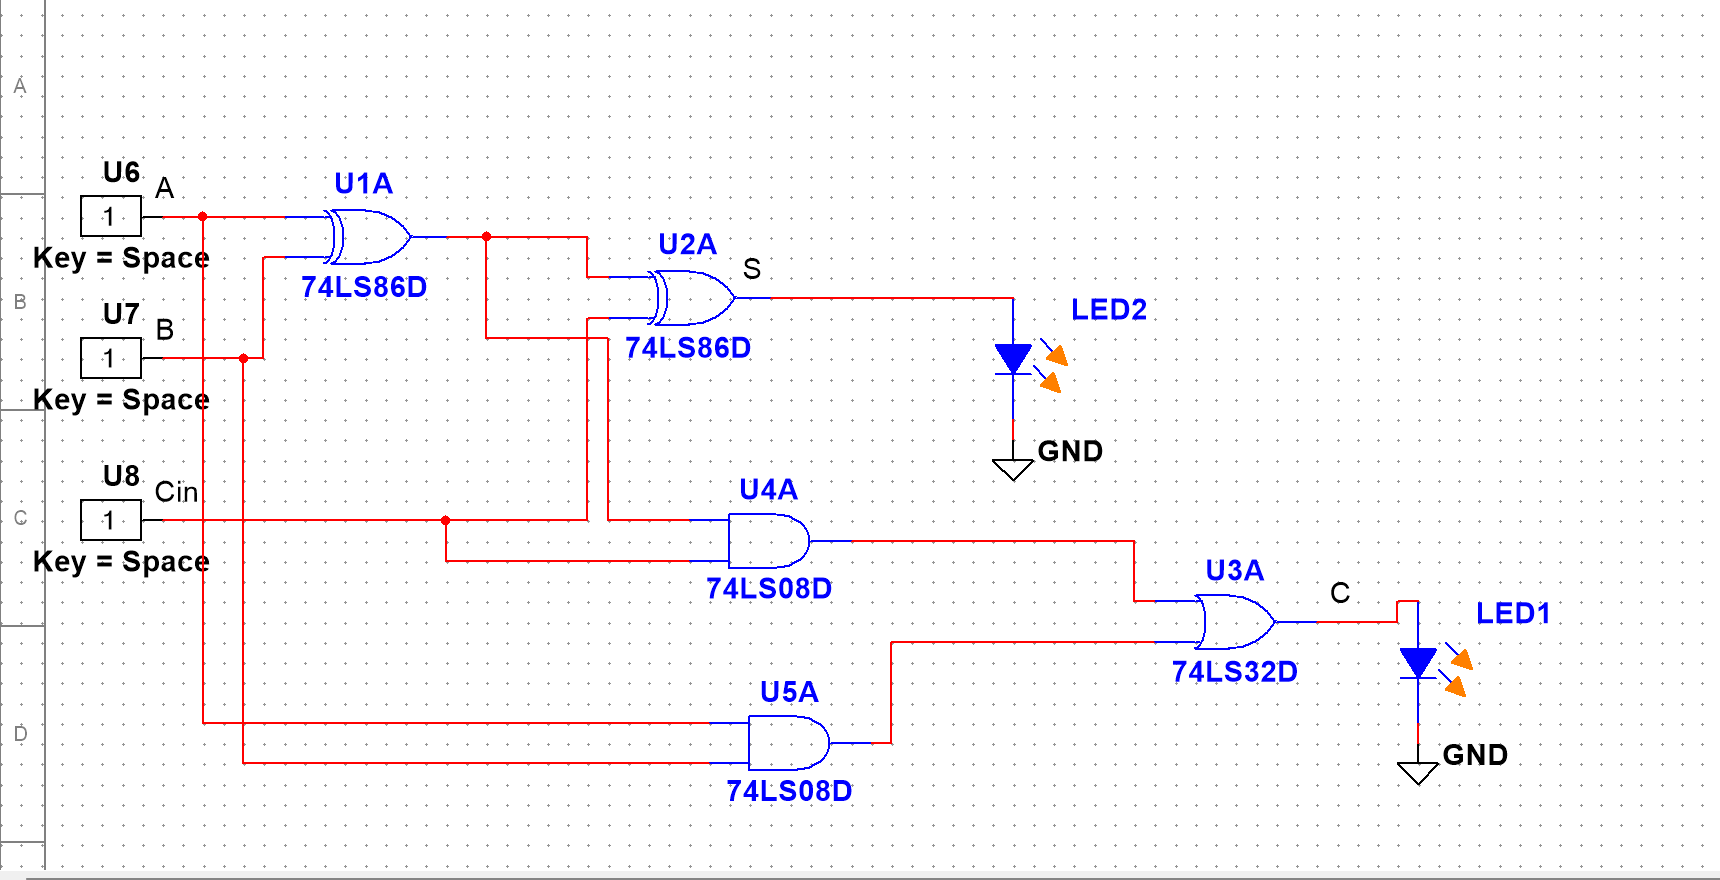 A
U6
A
1
Key = Space
U1A
74LS86D
B
U7
B
1
Key = Space
U2A
S
74LS86D
LED2
GND
C
U8
Cin
1
Key = Space
U4A
74LS08D
U3A
C
74LS32D
LED1
D
U5A
74LS08D
GND